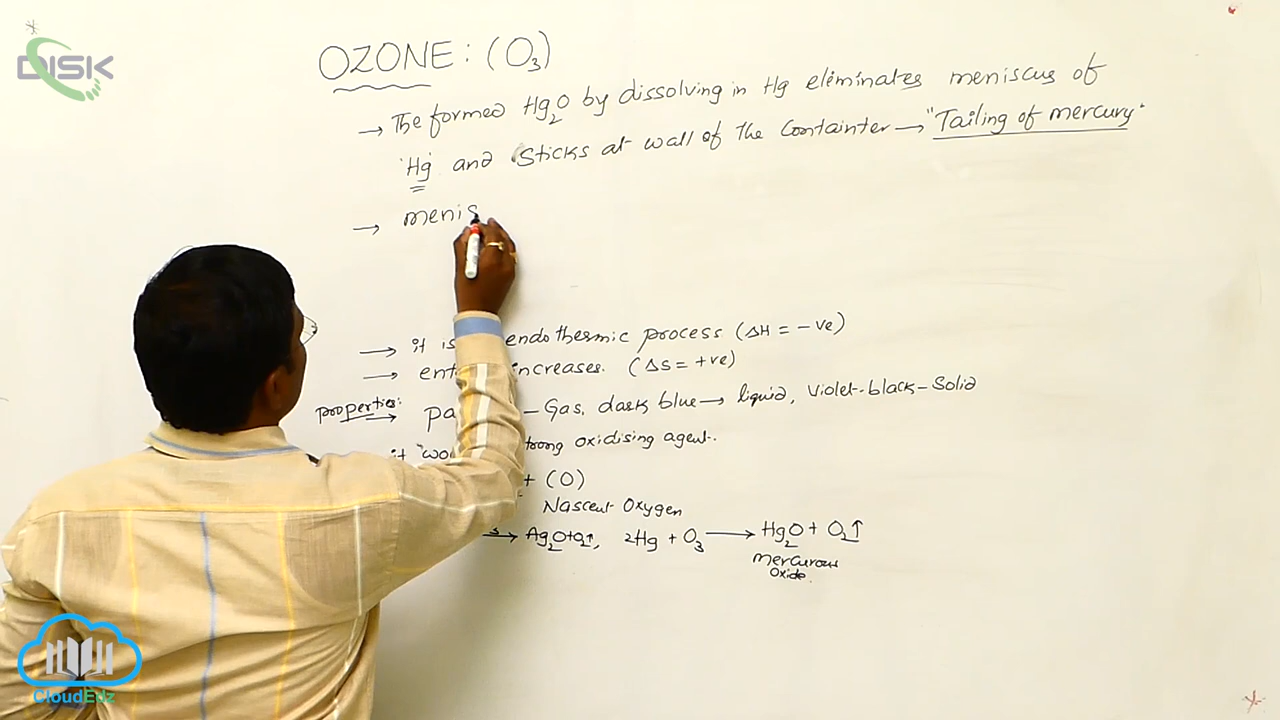 DISK
OZONE: (O₃)
→ The formed Hg₂O by dissolving in Hg eliminates meniscus of
'Hg' and sticks at wall of the Containter → "Tailing of mercury"
→ menis
→ it is endothermic process (ΔH = -ve)
→ ent increases. (ΔS = +ve)
properties: → pa - Gas, dark blue → liquid, Violet-black-Solid
it wo trong oxidising agent.
+ (O)
Nascent Oxygen
→ Ag₂O+O₂↑, 2Hg + O₃ → Hg₂O + O₂↑
mercurous
oxide.
CloudEdz